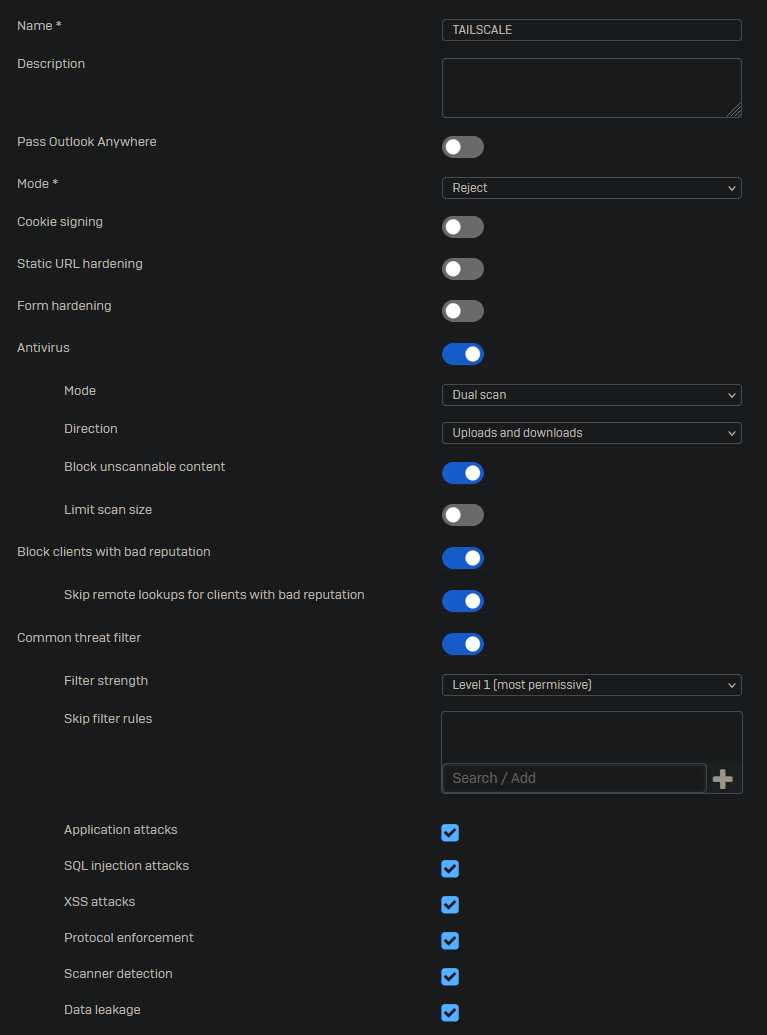 Name *
TAILSCALE
Description
Pass Outlook Anywhere
Mode *
Reject
Cookie signing
Static URL hardening
Form hardening
Antivirus
Mode
Dual scan
Direction
Uploads and downloads
Block unscannable content
Limit scan size
Block clients with bad reputation
Skip remote lookups for clients with bad reputation
Common threat filter
Filter strength
Level 1 (most permissive)
Skip filter rules
Search / Add
Application attacks
SQL injection attacks
XSS attacks
Protocol enforcement
Scanner detection
Data leakage